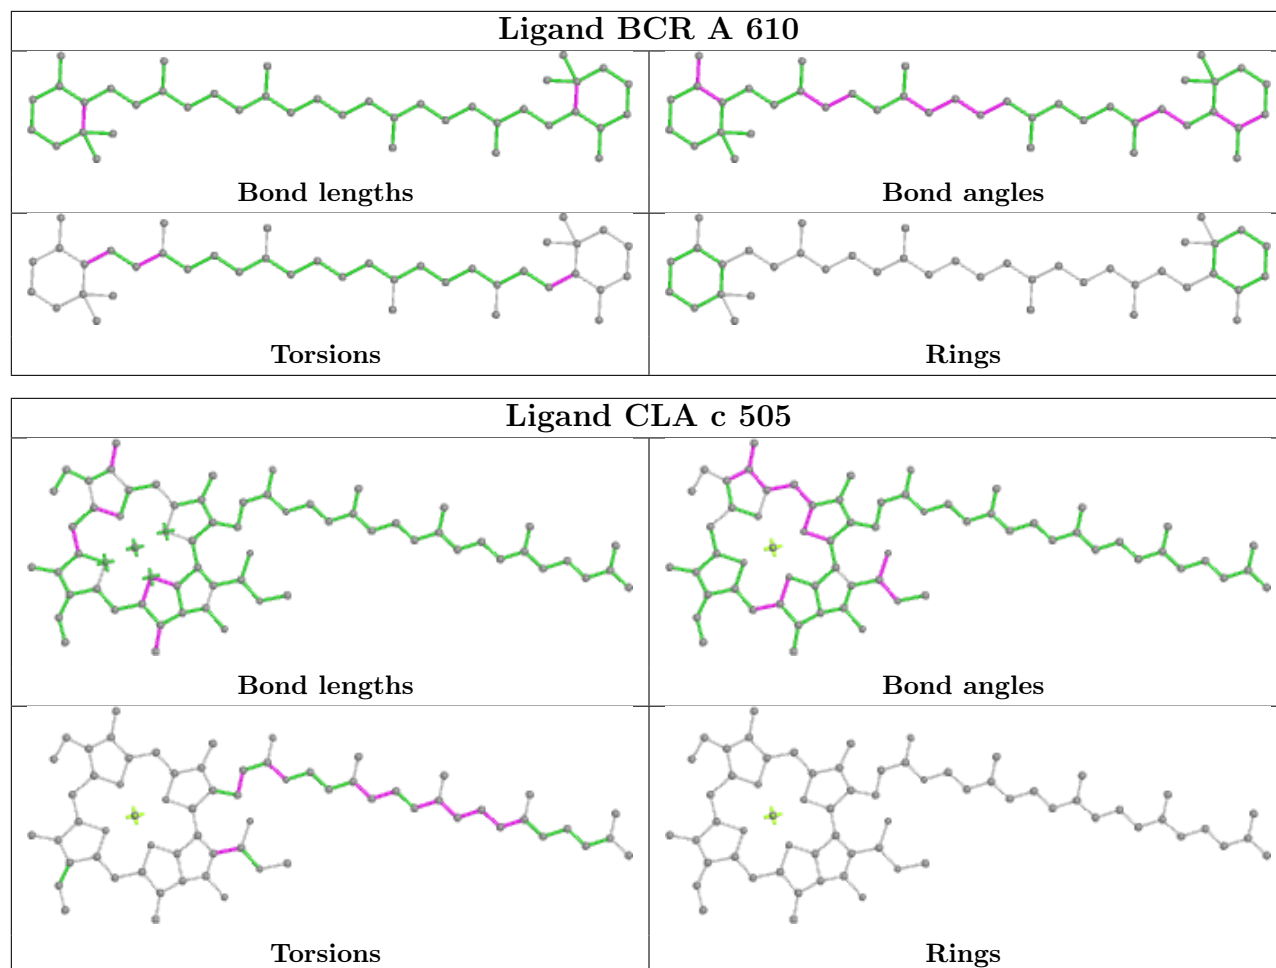 Ligand BCR A 610
Bond lengths
Bond angles
Torsions
Rings
Ligand CLA c 505
Bond lengths
Bond angles
Torsions
Rings